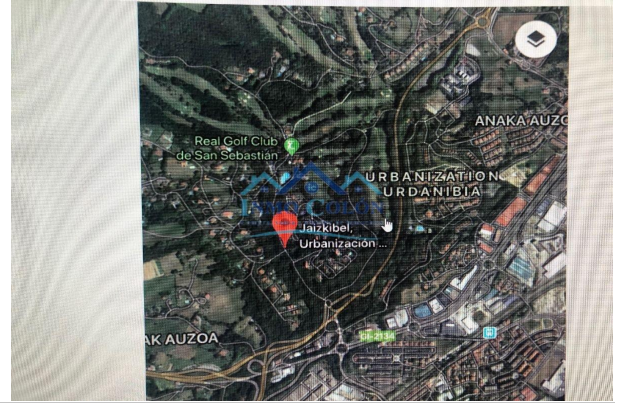 ANAKA AUZO
Real Golf Club
de San Sebastián
URBANIZATION
URDANIBIA
Jaizkibel,
Urbanización ...
GI-2134
AK AUZOA